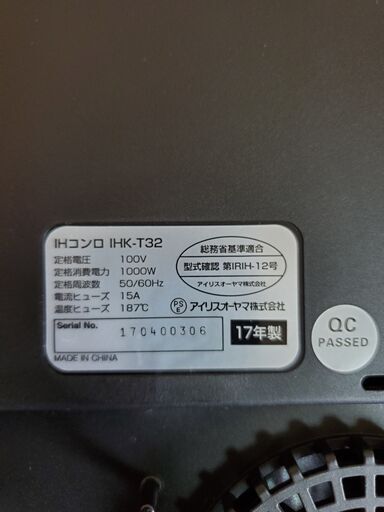 IHコンロ IHK-T32
定格電圧 100V
定格消費電力 1000W
定格周波数 50/60Hz
電流ヒューズ 15A
温度ヒューズ 187℃
総務省基準適合
型式確認 第IRIH-12号
アイリスオーヤマ株式会社
PSE アイリスオーヤマ株式会社
Serial No. 170400306
17年製
MADE IN CHINA
QC
PASSED